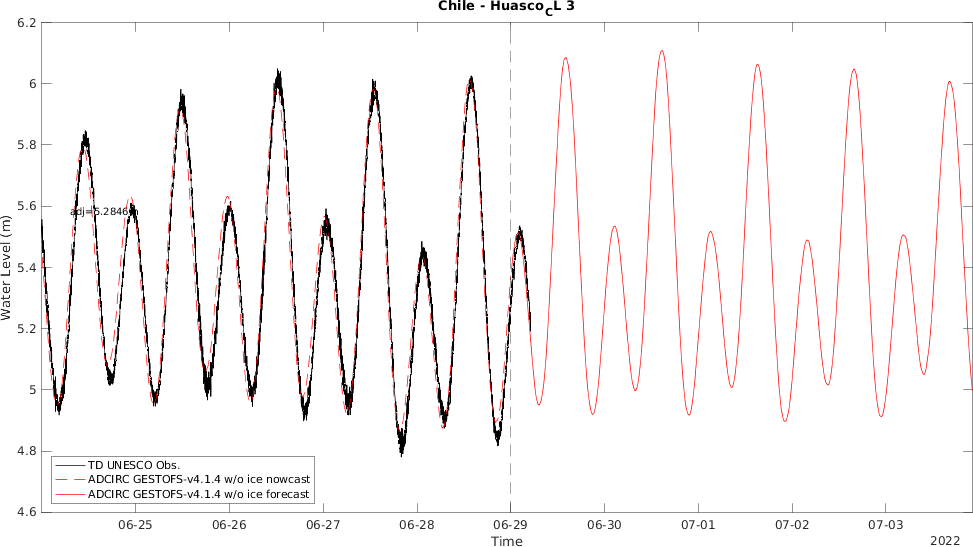 Chile - HuascoCL 3
6.2
6
5.8
5.6
5.4
5.2
5
4.8
4.6
Water Level (m)
adj=5.2846m
TD UNESCO Obs.
ADCIRC GESTOFS-v4.1.4 w/o ice nowcast
ADCIRC GESTOFS-v4.1.4 w/o ice forecast
06-25 06-26 06-27 06-28 06-29 06-30 07-01 07-02 07-03
Time
2022